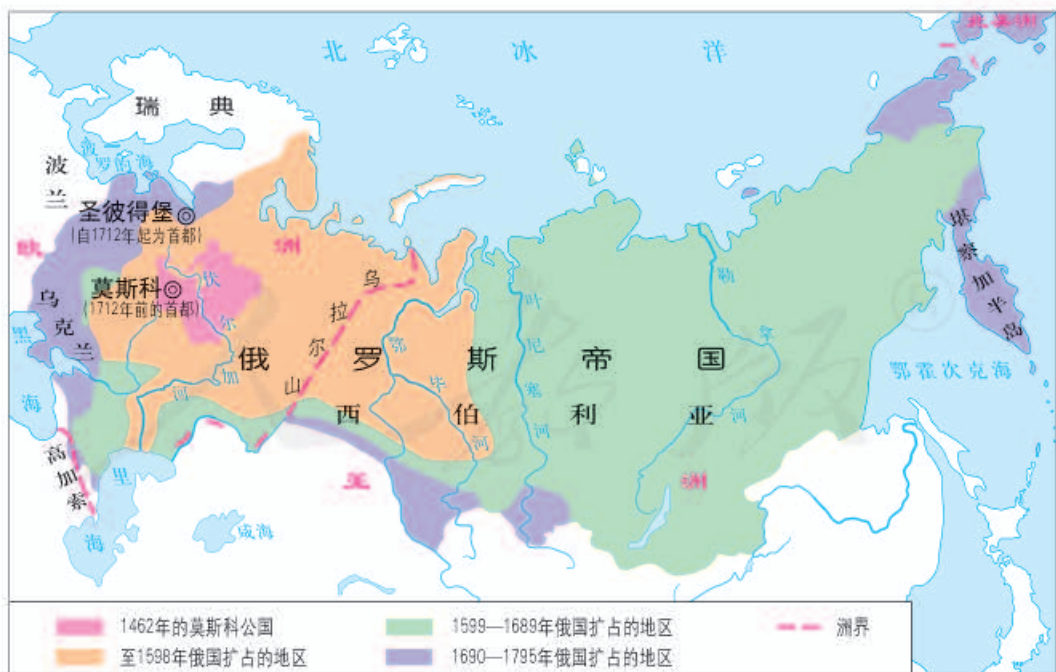 北冰洋
瑞典
波兰
波罗的海
圣彼得堡
(自1712年起为首都)
欧洲
莫斯科
(1712年前的首都)
乌克兰
黑海
伏尔加河
乌拉尔山
鄂毕河
叶尼塞河
勒拿河
俄罗斯帝国
西伯利亚
堪察加半岛
鄂霍次克海
高加索
里海
咸海
亚洲
1462年的莫斯科公国
至1598年俄国扩占的地区
1599—1689年俄国扩占的地区
1690—1795年俄国扩占的地区
洲界